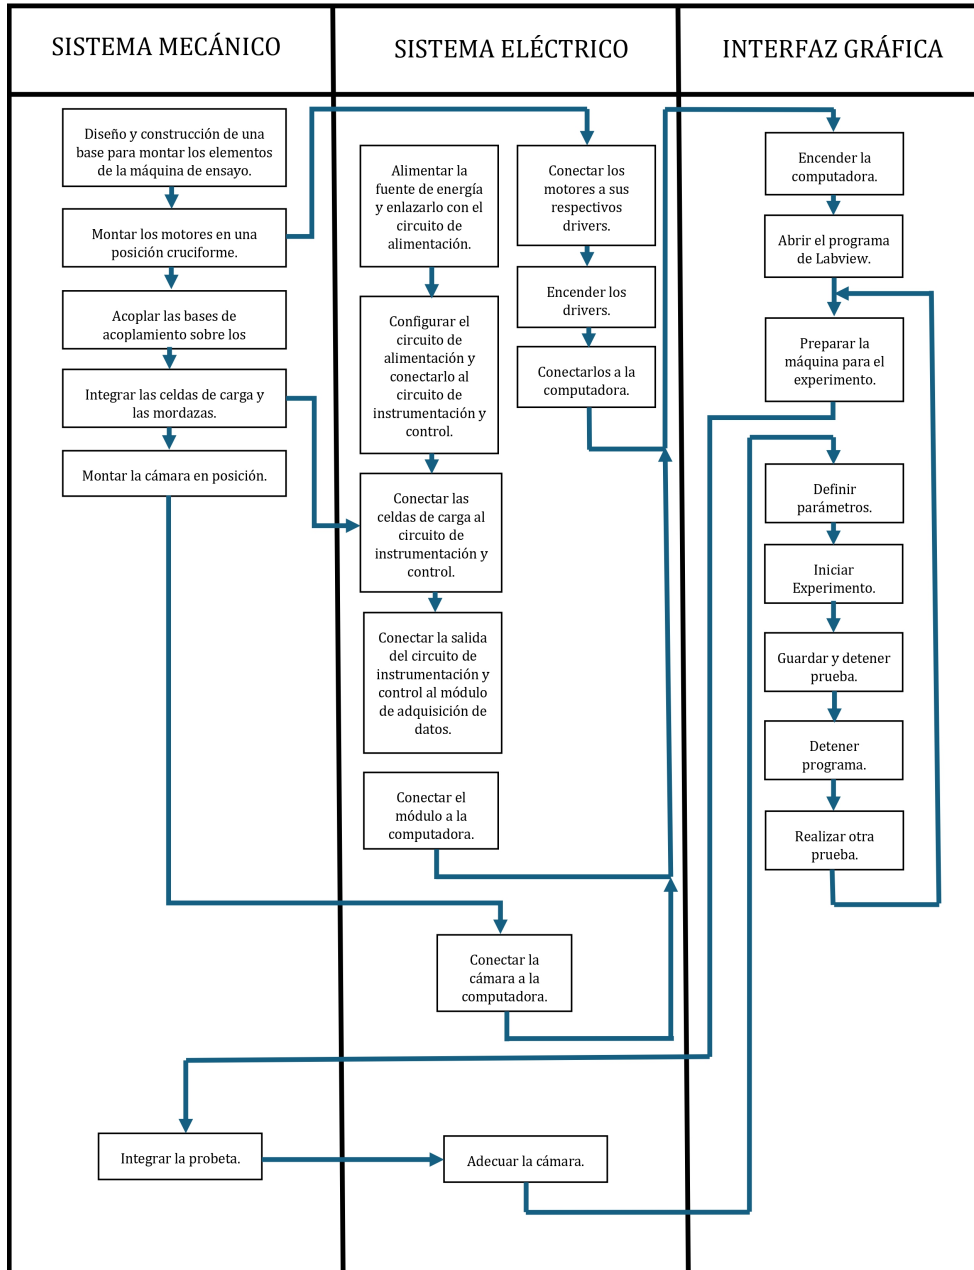 SISTEMA MECÁNICO
SISTEMA ELÉCTRICO
INTERFAZ GRÁFICA
Diseño y construcción de una
base para montar los elementos
de la máquina de ensayo.
Montar los motores en una
posición cruciforme.
Acoplar las bases de
acoplamiento sobre los
Integrar las celdas de carga y
las mordazas.
Montar la cámara en posición.
Alimentar la
fuente de energía
y enlazarlo con el
circuito de
alimentación.
Configurar el
circuito de
alimentación y
conectarlo al
circuito de
instrumentación y
control.
Conectar las
celdas de carga al
circuito de
instrumentación y
control.
Conectar la salida
del circuito de
instrumentación y
control al módulo
de adquisición de
datos.
Conectar el
módulo a la
computadora.
Conectar los
motores a sus
respectivos
drivers.
Encender los
drivers.
Conectarlos a la
computadora.
Conectar la
cámara a la
computadora.
Encender la
computadora.
Abrir el programa
de Labview.
Preparar la
máquina para el
experimento.
Definir
parámetros.
Iniciar
Experimento.
Guardar y detener
prueba.
Detener
programa.
Realizar otra
prueba.
Integrar la probeta.
Adecuar la cámara.